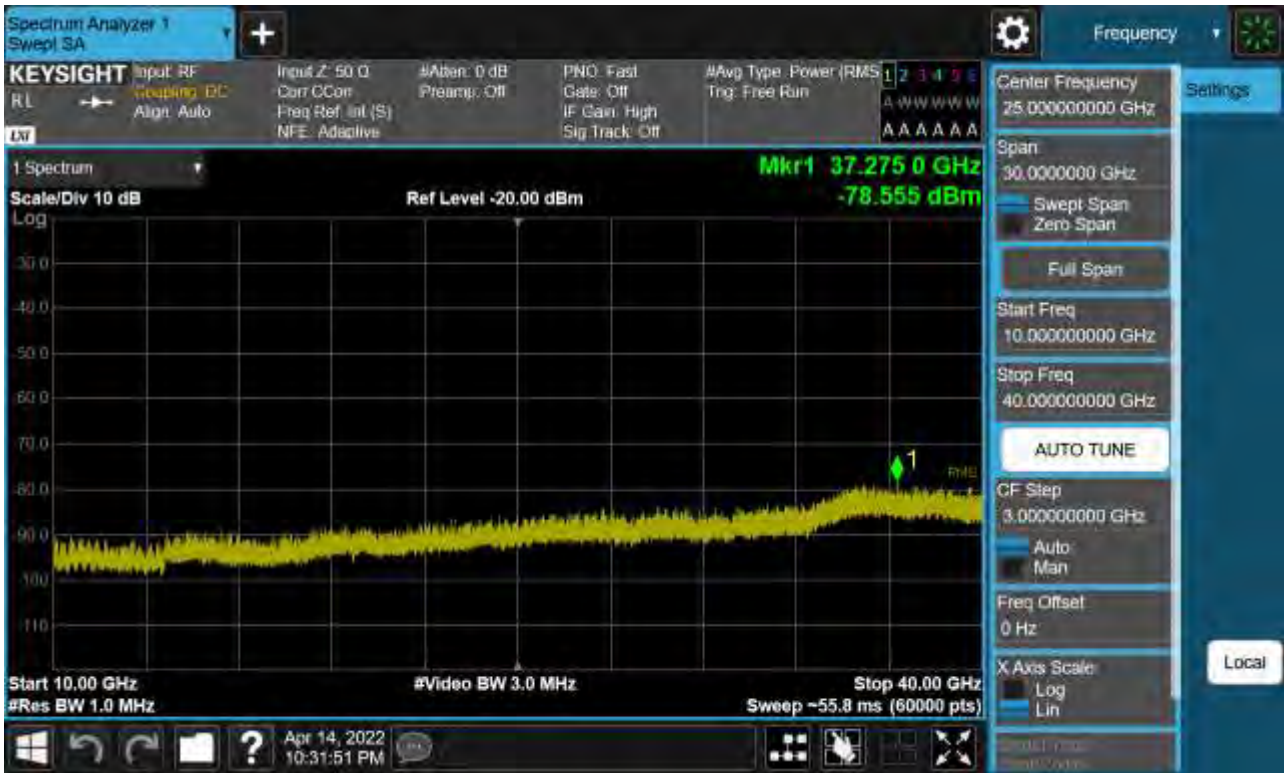 Spectrum Analyzer 1
Swept SA
Frequency
KEYSIGHT
RL
LXI
Input: RF
Coupling: DC
Align: Auto
Input Z: 50 Ω
Corr CCorr
Freq Ref: Int (S)
NFE: Adaptive
#Atten: 0 dB
Preamp: Off
PNO: Fast
Gate: Off
IF Gain: High
Sig Track: Off
#Avg Type: Power (RMS
Trig: Free Run
1 2 3 4 5 6
A W W W W W
A A A A A A
1 Spectrum
Scale/Div 10 dB
Ref Level -20.00 dBm
Mkr1 37.275 0 GHz
-78.555 dBm
Log
-30.0
-40.0
-50.0
-60.0
-70.0
-80.0
-90.0
-100
-110
1
RMS
Start 10.00 GHz
#Res BW 1.0 MHz
#Video BW 3.0 MHz
Stop 40.00 GHz
Sweep ~55.8 ms (60000 pts)
Center Frequency
25.000000000 GHz
Settings
Span
30.0000000 GHz
Swept Span
Zero Span
Full Span
Start Freq
10.000000000 GHz
Stop Freq
40.000000000 GHz
AUTO TUNE
CF Step
3.000000000 GHz
Auto
Man
Freq Offset
0 Hz
X Axis Scale
Log
Lin
Local
?
Apr 14, 2022
10:31:51 PM